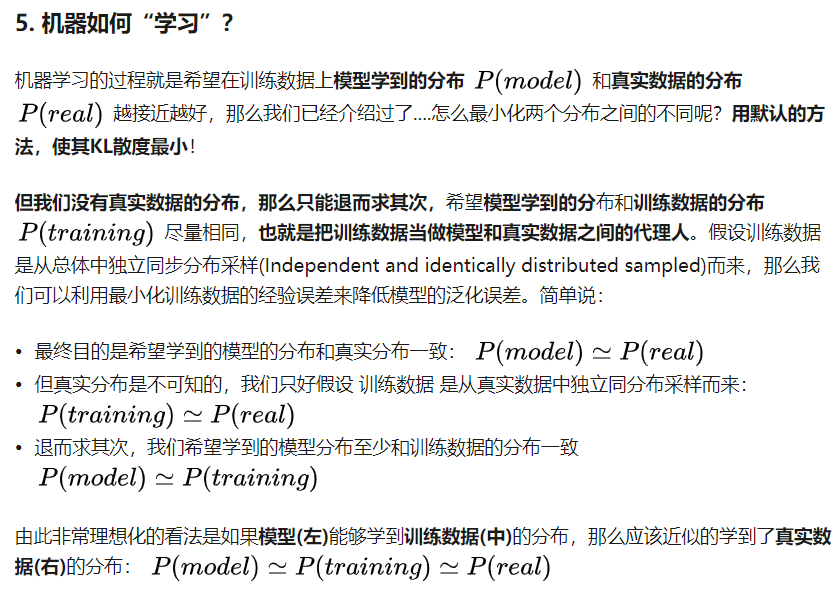 5. 机器如何“学习”？
机器学习的过程就是希望在训练数据上模型学到的分布 P(model) 和真实数据的分布
P(real) 越接近越好，那么我们已经介绍过了....怎么最小化两个分布之间的不同呢？用默认的方
法，使其KL散度最小！
但我们没有真实数据的分布，那么只能退而求其次，希望模型学到的分布和训练数据的分布
P(training) 尽量相同，也就是把训练数据当做模型和真实数据之间的代理人。假设训练数据
是从总体中独立同步分布采样(Independent and identically distributed sampled)而来，那么我
们可以利用最小化训练数据的经验误差来降低模型的泛化误差。简单说：
• 最终目的是希望学到的模型的分布和真实分布一致： P(model) ≃ P(real)
• 但真实分布是不可知的，我们只好假设 训练数据 是从真实数据中独立同分布采样而来：
P(training) ≃ P(real)
• 退而求其次，我们希望学到的模型分布至少和训练数据的分布一致
P(model) ≃ P(training)
由此非常理想化的看法是如果模型(左)能够学到训练数据(中)的分布，那么应该近似的学到了真实数
据(右)的分布： P(model) ≃ P(training) ≃ P(real)